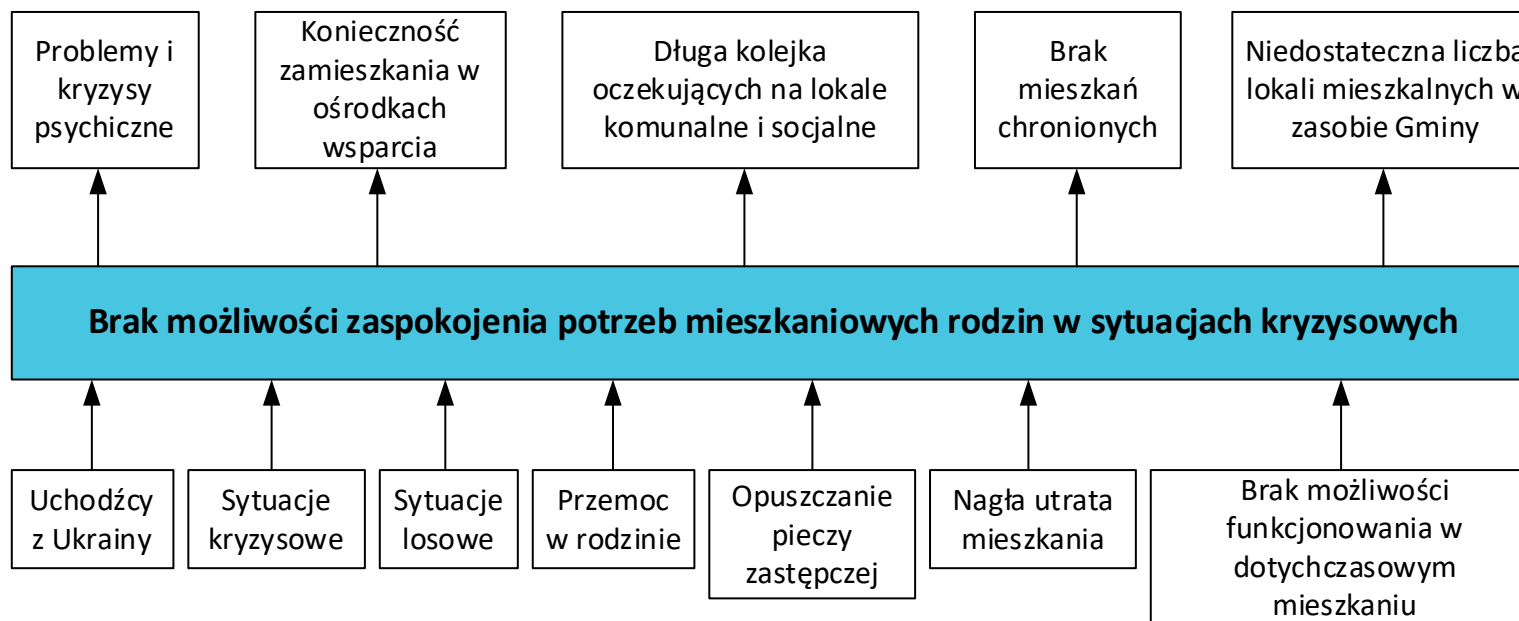 Problemy i
kryzysy
psychiczne
Konieczność
zamieszkania w
ośrodkach
wsparcia
Długa kolejka
oczekujących na lokale
komunalne i socjalne
Brak
mieszkań
chronionych
Niedostateczna liczba
lokali mieszkalnych w
zasobie Gminy
Brak możliwości zaspokojenia potrzeb mieszkaniowych rodzin w sytuacjach kryzysowych
Uchodźcy
z Ukrainy
Sytuacje
kryzysowe
Sytuacje
losowe
Przemoc
w rodzinie
Opuszczanie
pieczy
zastępczej
Nagła utrata
mieszkania
Brak możliwości
funkcjonowania w
dotychczasowym
mieszkaniu